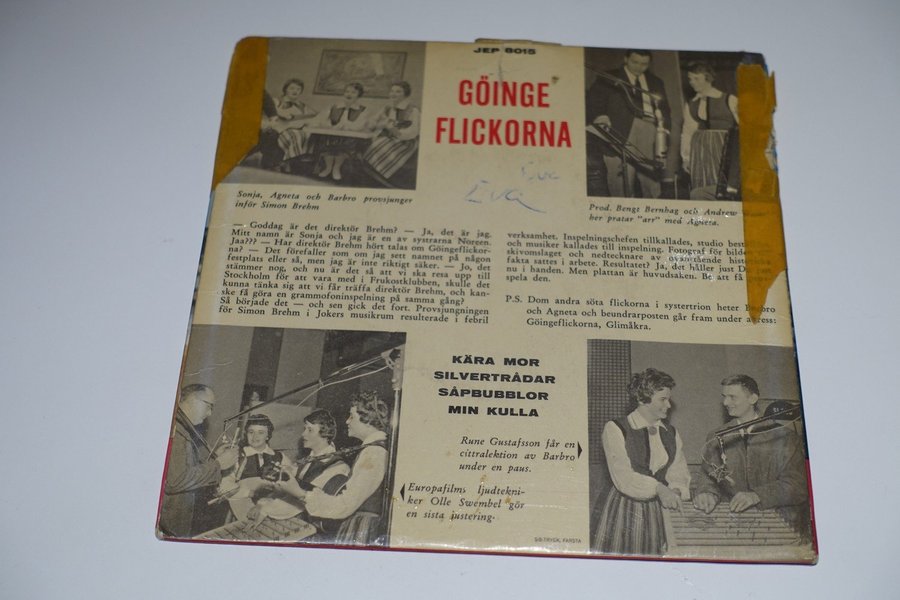 JEP 8015
GÖINGE
FLICKORNA
Eva
Eva
Sonja, Agneta och Barbro provsjunger
inför Simon Brehm
Prod. Bengt Bernhag och Andrew
her pratar "arr" med Agneta.
— Goddag är det direktör Brehm? — Ja, det är jag.
Mitt namn är Sonja och jag är en av systrarna Noreen.
Jaa??? — Har direktör Brehm hört talas om Göingeflickor-
na? — Det förefaller som om jag sett namnet på någon
festplats eller så, men jag är inte riktigt säker. — Jo, det
stämmer nog, och nu är det så att vi ska resa upp till
Stockholm för att vara med i Frukostklubben, skulle det
kunna tänka sig att vi får träffa direktör Brehm, och kan-
ske få göra en grammofoninspelning på samma gång?
Så började det — och sen gick det fort. Provsjungningen
för Simon Brehm i Jokers musikrum resulterade i febril
verksamhet. Inspelningschefen tillkallades, studio
och musiker kallades till inspelning. Fotograf för
skivomslaget och nedtecknare av
fakta sattes i arbete. Resultatet? Ja, det håller just
nu i handen. Men plattan är huvudsaken. Be att få
spela den.
P.S. Dom andra söta flickorna i systertrion heter Barbro
och Agneta och beundrarposten går fram under adress:
Göingeflickorna, Glimåkra.
KÄRA MOR
SILVERTRÅDAR
SÅPBUBBLOR
MIN KULLA
Rune Gustafsson får en
cittralektion av Barbro
under en paus.
Europafilms ljudtekni-
ker Olle Swembel gör
en sista justering.
SIB-TRYCK, FARSTA